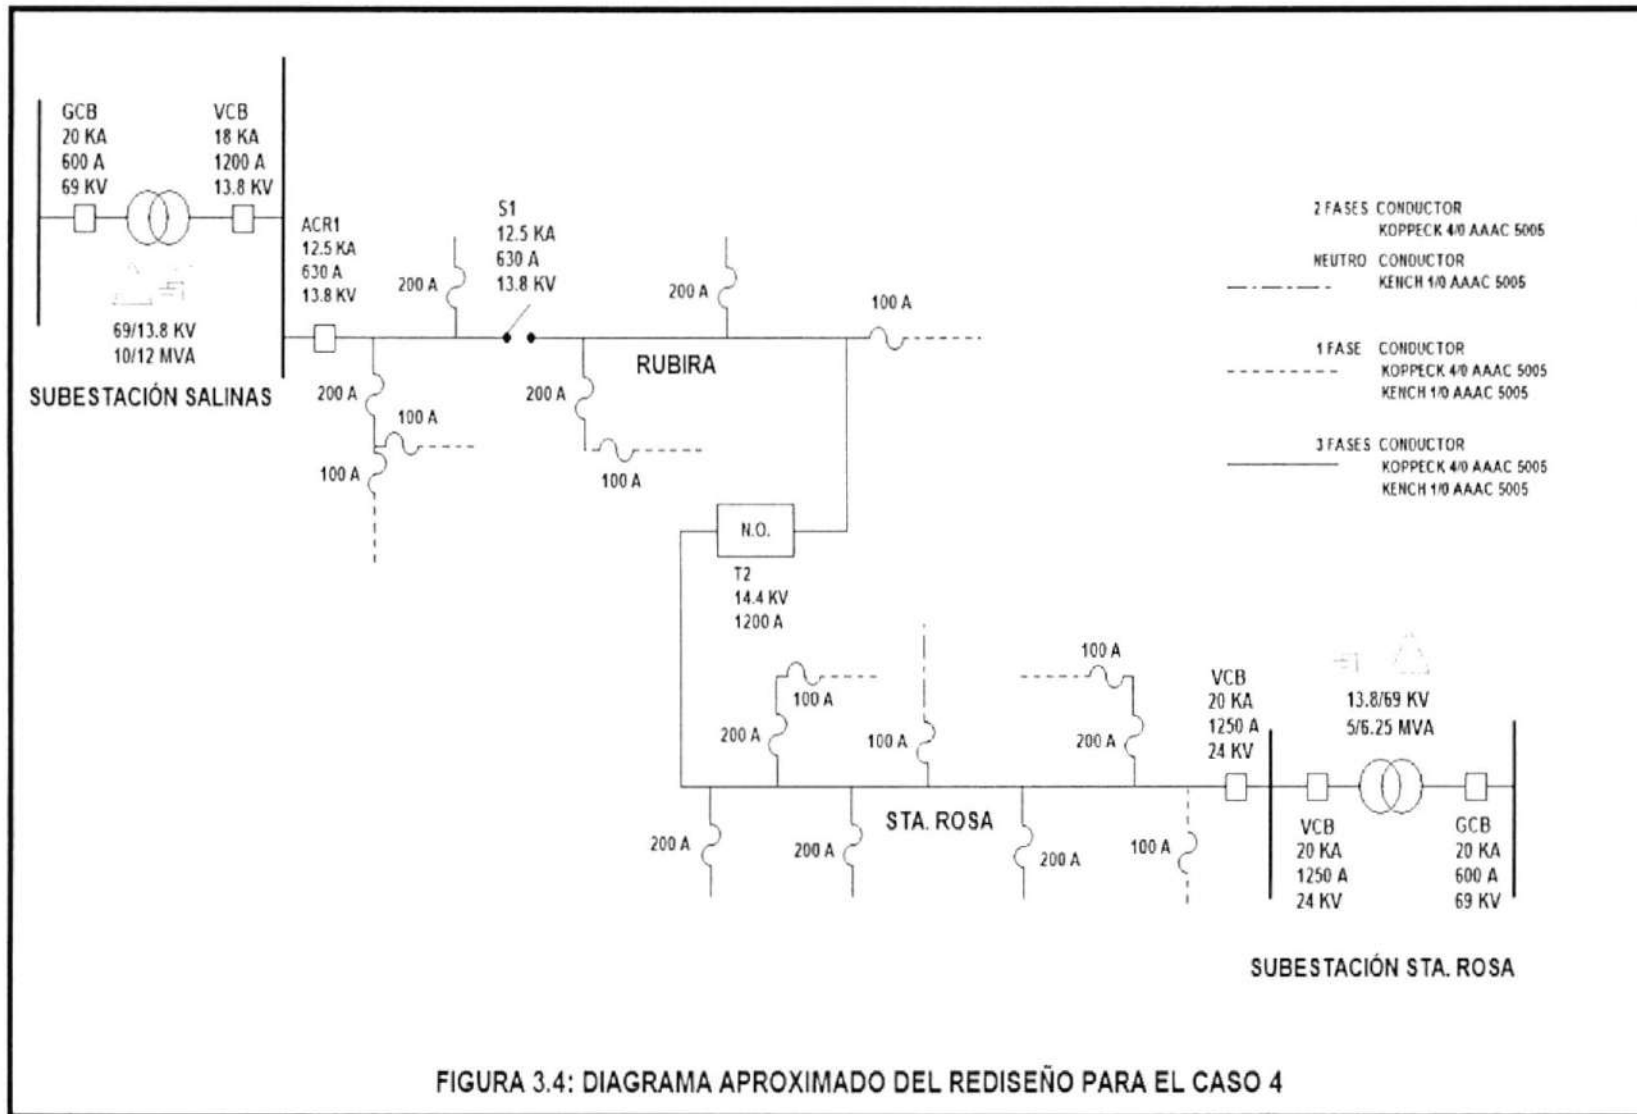 GCB
20 KA
600 A
69 KV
VCB
18 KA
1200 A
13.8 KV
69/13.8 KV
10/12 MVA
SUBESTACIÓN SALINAS
ACR1
12.5 KA
630 A
13.8 KV
200 A
S1
12.5 KA
630 A
13.8 KV
200 A
100 A
RUBIRA
200 A
100 A
100 A
200 A
100 A
2 FASES CONDUCTOR
KOPPECK 4/0 AAAC 5005
NEUTRO CONDUCTOR
KENCH 1/0 AAAC 5005
1 FASE CONDUCTOR
KOPPECK 4/0 AAAC 5005
KENCH 1/0 AAAC 5005
3 FASES CONDUCTOR
KOPPECK 4/0 AAAC 5005
KENCH 1/0 AAAC 5005
N.O.
T2
14.4 KV
1200 A
100 A
200 A
100 A
100 A
200 A
VCB
20 KA
1250 A
24 KV
13.8/69 KV
5/6.25 MVA
STA. ROSA
200 A
200 A
200 A
100 A
VCB
20 KA
1250 A
24 KV
GCB
20 KA
600 A
69 KV
SUBESTACIÓN STA. ROSA
FIGURA 3.4: DIAGRAMA APROXIMADO DEL REDISEÑO PARA EL CASO 4